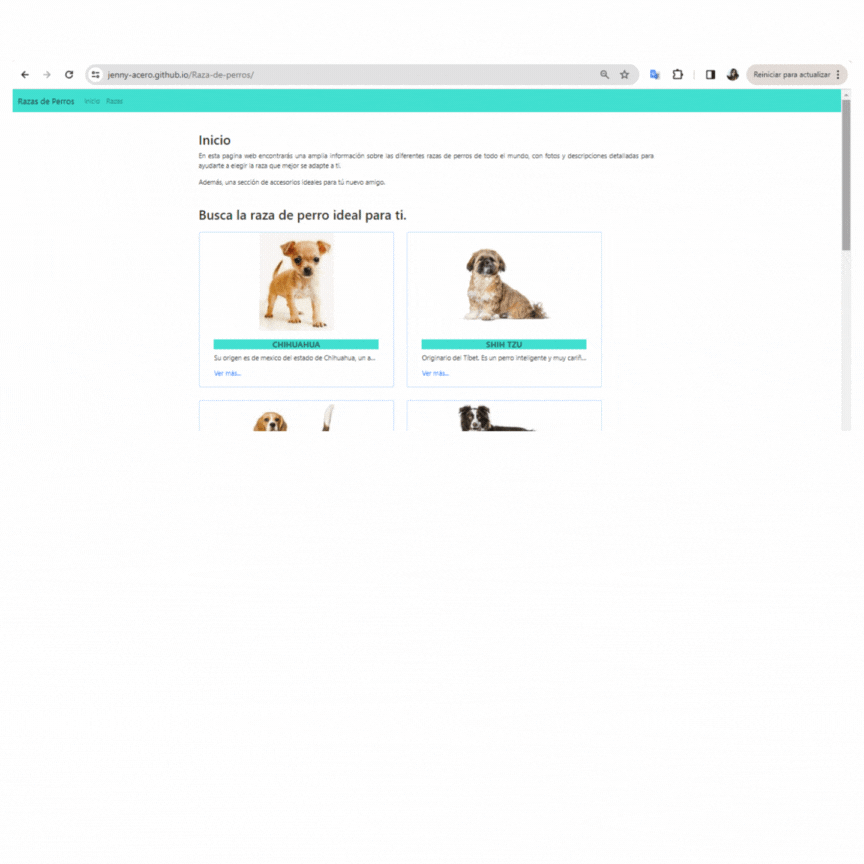 jenny-acero.github.io/Raza-de-perros/
Reiniciar para actualizar
Razas de Perros Inicio Razas
Inicio
En esta pagina web encontrarás una amplia información sobre las diferentes razas de perros de todo el mundo, con fotos y descripciones detalladas para
ayudarte a elegir la raza que mejor se adapte a ti.
Además, una sección de accesorios ideales para tú nuevo amigo.
Busca la raza de perro ideal para ti.
CHIHUAHUA
Su origen es de mexico del estado de Chihuahua, un a...
Ver más...
SHIH TZU
Originario del Tíbet. Es un perro inteligente y muy cariñ...
Ver más...